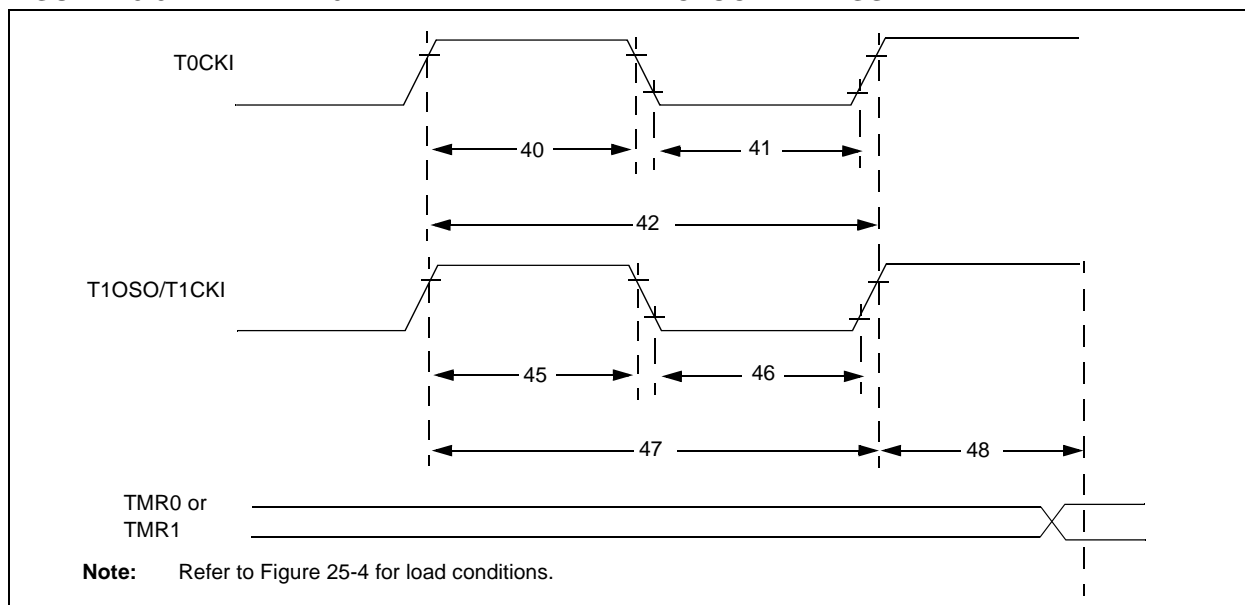 T0CKI
40
41
42
T1OSO/T1CKI
45
46
47
48
TMR0 or
TMR1
Note: Refer to Figure 25-4 for load conditions.